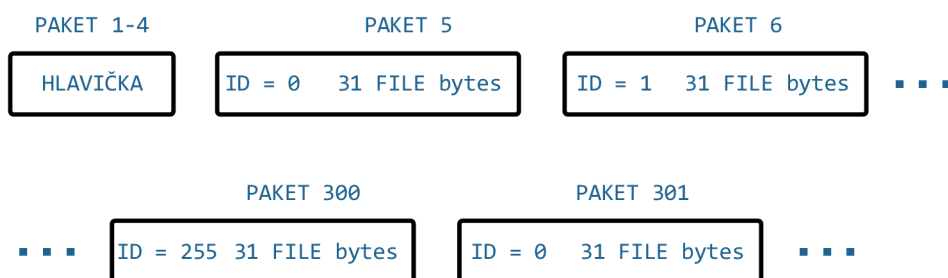 PAKET 1-4 PAKET 5 PAKET 6
HLAVIČKA ID = 0 31 FILE bytes ID = 1 31 FILE bytes ...
PAKET 300 PAKET 301
... ID = 255 31 FILE bytes ID = 0 31 FILE bytes ...